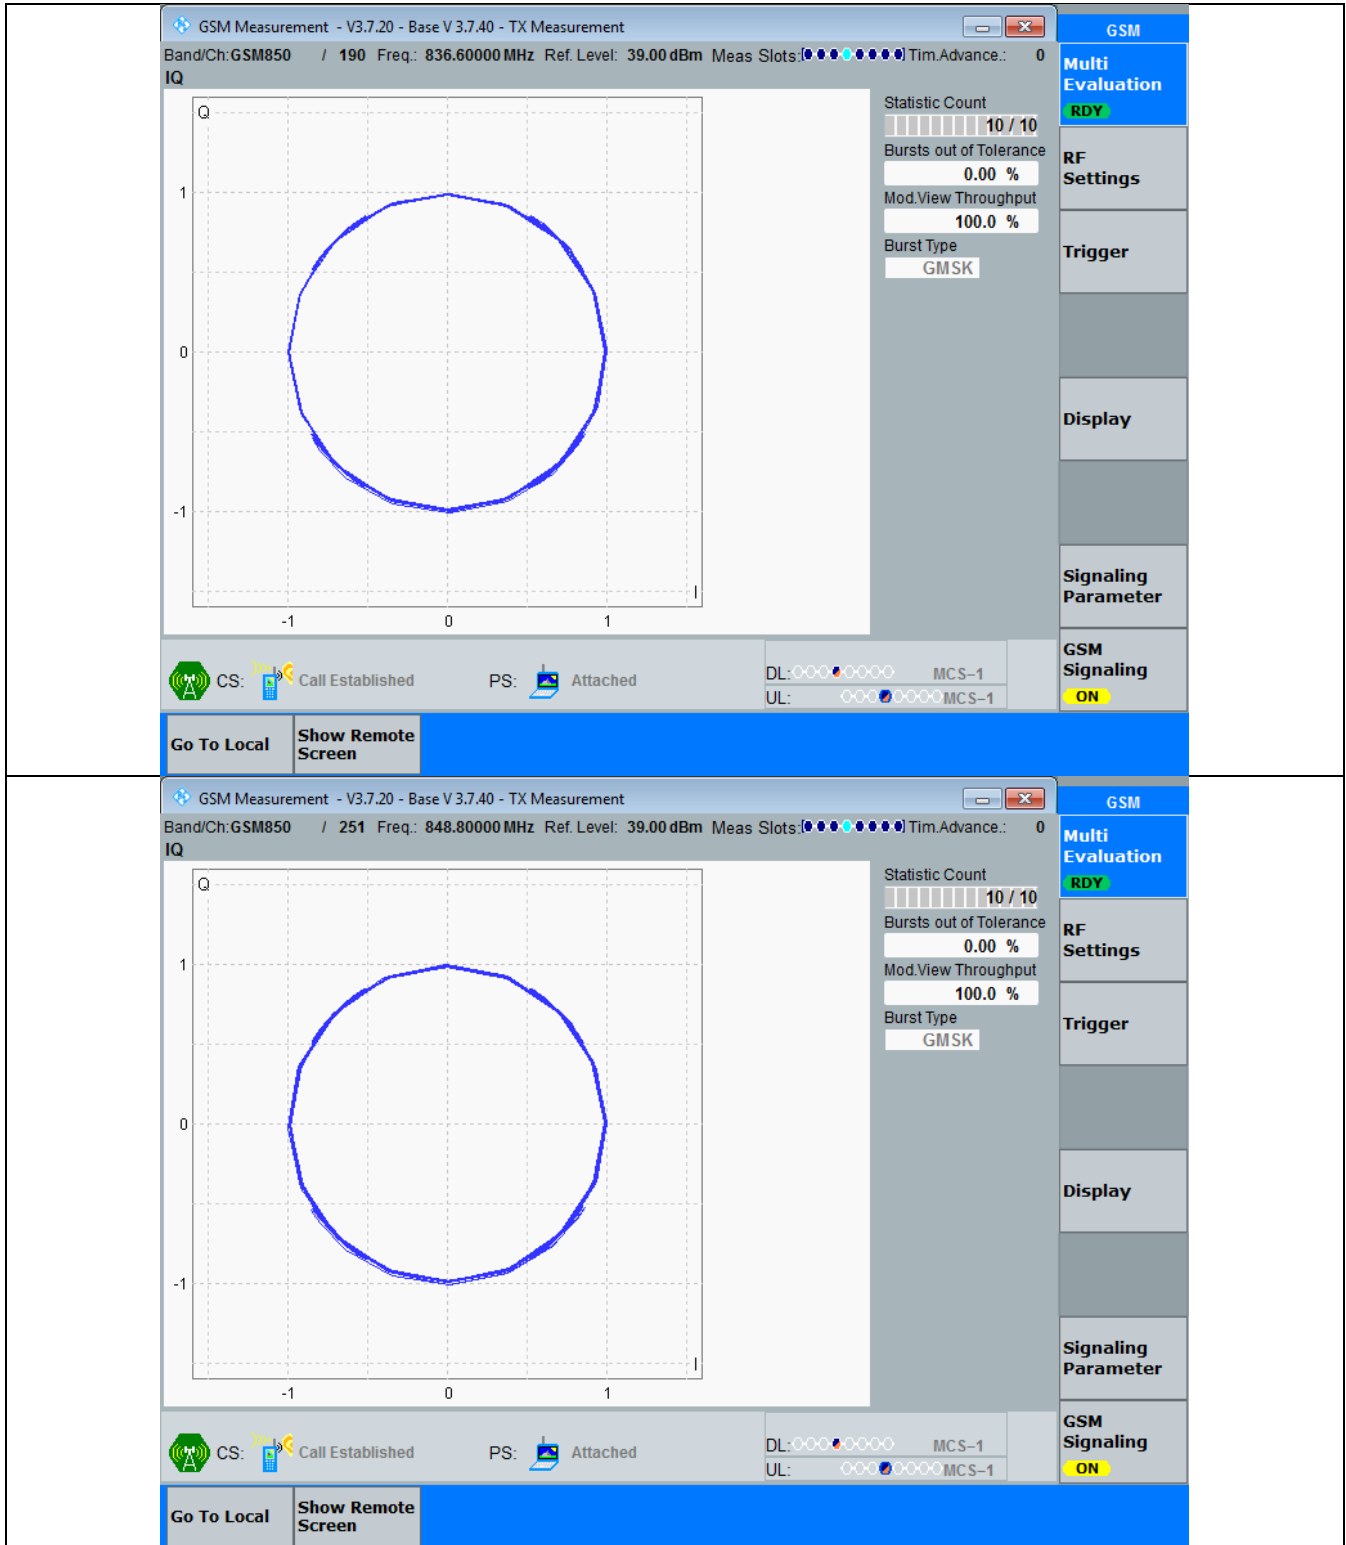 GSM Measurement - V3.7.20 - Base V 3.7.40 - TX Measurement
GSM
Band/Ch: GSM850 / 190 Freq.: 836.60000 MHz Ref. Level: 39.00 dBm Meas Slots: Tim.Advance.: 0
IQ
Multi
Evaluation
RDY
Q
Statistic Count
10 / 10
Bursts out of Tolerance
0.00 %
Mod.View Throughput
100.0 %
Burst Type
GMSK
1
0
-1
I
-1 0 1
RF
Settings
Trigger
Display
Signaling
Parameter
GSM
Signaling
ON
CS: Call Established PS: Attached DL: MCS-1
UL: MCS-1
Go To Local
Show Remote
Screen
GSM Measurement - V3.7.20 - Base V 3.7.40 - TX Measurement
GSM
Band/Ch: GSM850 / 251 Freq.: 848.80000 MHz Ref. Level: 39.00 dBm Meas Slots: Tim.Advance.: 0
IQ
Multi
Evaluation
RDY
Q
Statistic Count
10 / 10
Bursts out of Tolerance
0.00 %
Mod.View Throughput
100.0 %
Burst Type
GMSK
1
0
-1
I
-1 0 1
RF
Settings
Trigger
Display
Signaling
Parameter
GSM
Signaling
ON
CS: Call Established PS: Attached DL: MCS-1
UL: MCS-1
Go To Local
Show Remote
Screen